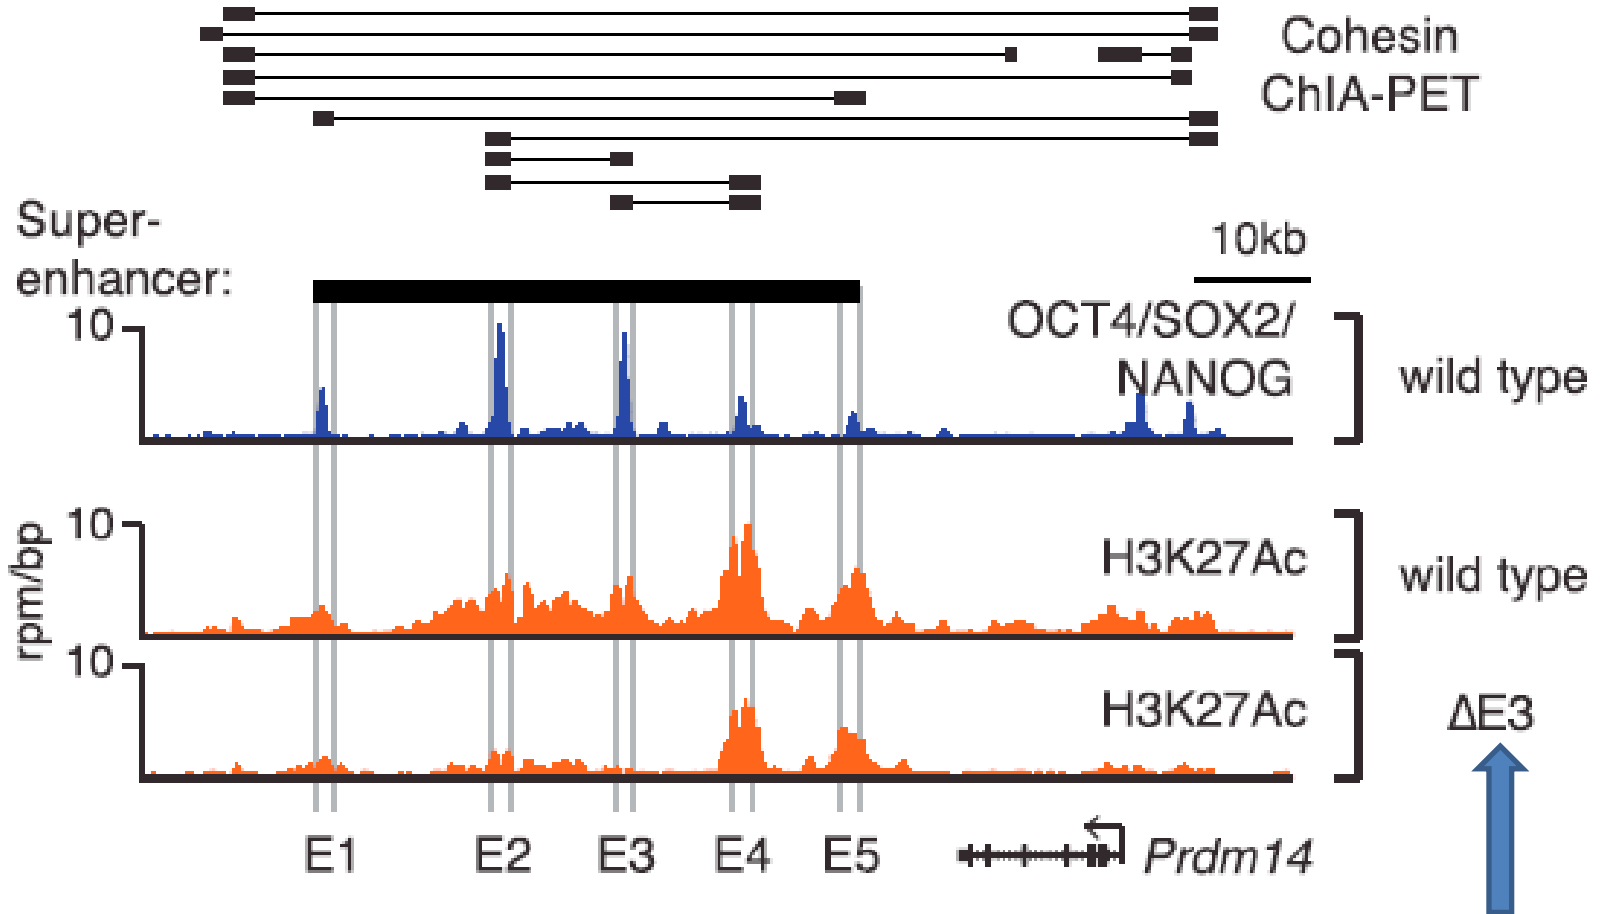 Cohesin
ChIA-PET
Super-
enhancer:
10kb
10
OCT4/SOX2/
NANOG
wild type
10
H3K27Ac
wild type
rpm/bp
10
H3K27Ac
ΔE3
E1 E2 E3 E4 E5 Prdm14